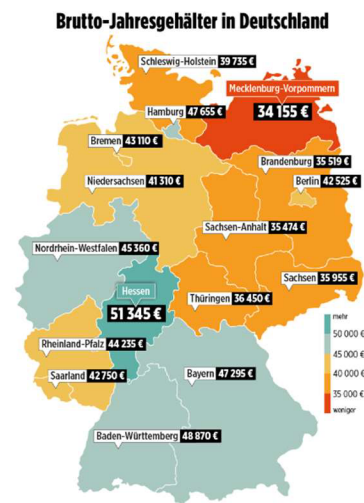 Brutto-Jahresgehälter in Deutschland
Schleswig-Holstein 39 735 €
Mecklenburg-Vorpommern
34 155 €
Hamburg 47 655 €
Bremen 43 110 €
Brandenburg 35 519 €
Berlin 42 525 €
Niedersachsen 41 310 €
Sachsen-Anhalt 35 474 €
Nordrhein-Westfalen 45 360 €
Sachsen 35 955 €
Hessen
51 345 €
Thüringen 36 450 €
Rheinland-Pfalz 44 235 €
Saarland 42 750 €
Bayern 47 295 €
Baden-Württemberg 48 870 €
mehr
50 000 €
45 000 €
40 000 €
35 000 €
weniger